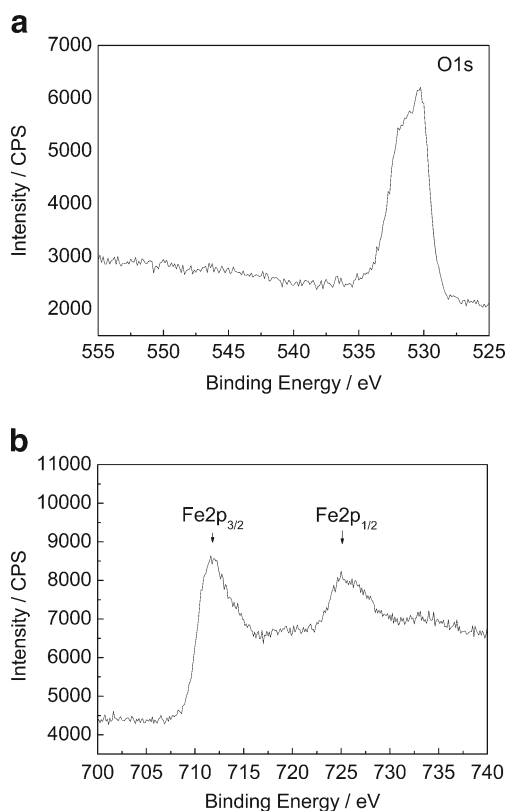 a
7000
O1s
6000
Intensity / CPS
5000
4000
3000
2000
555 550 545 540 535 530 525
Binding Energy / eV
b
11000
10000
Fe2p3/2 Fe2p1/2
9000
Intensity / CPS
8000
7000
6000
5000
4000
700 705 710 715 720 725 730 735 740
Binding Energy / eV